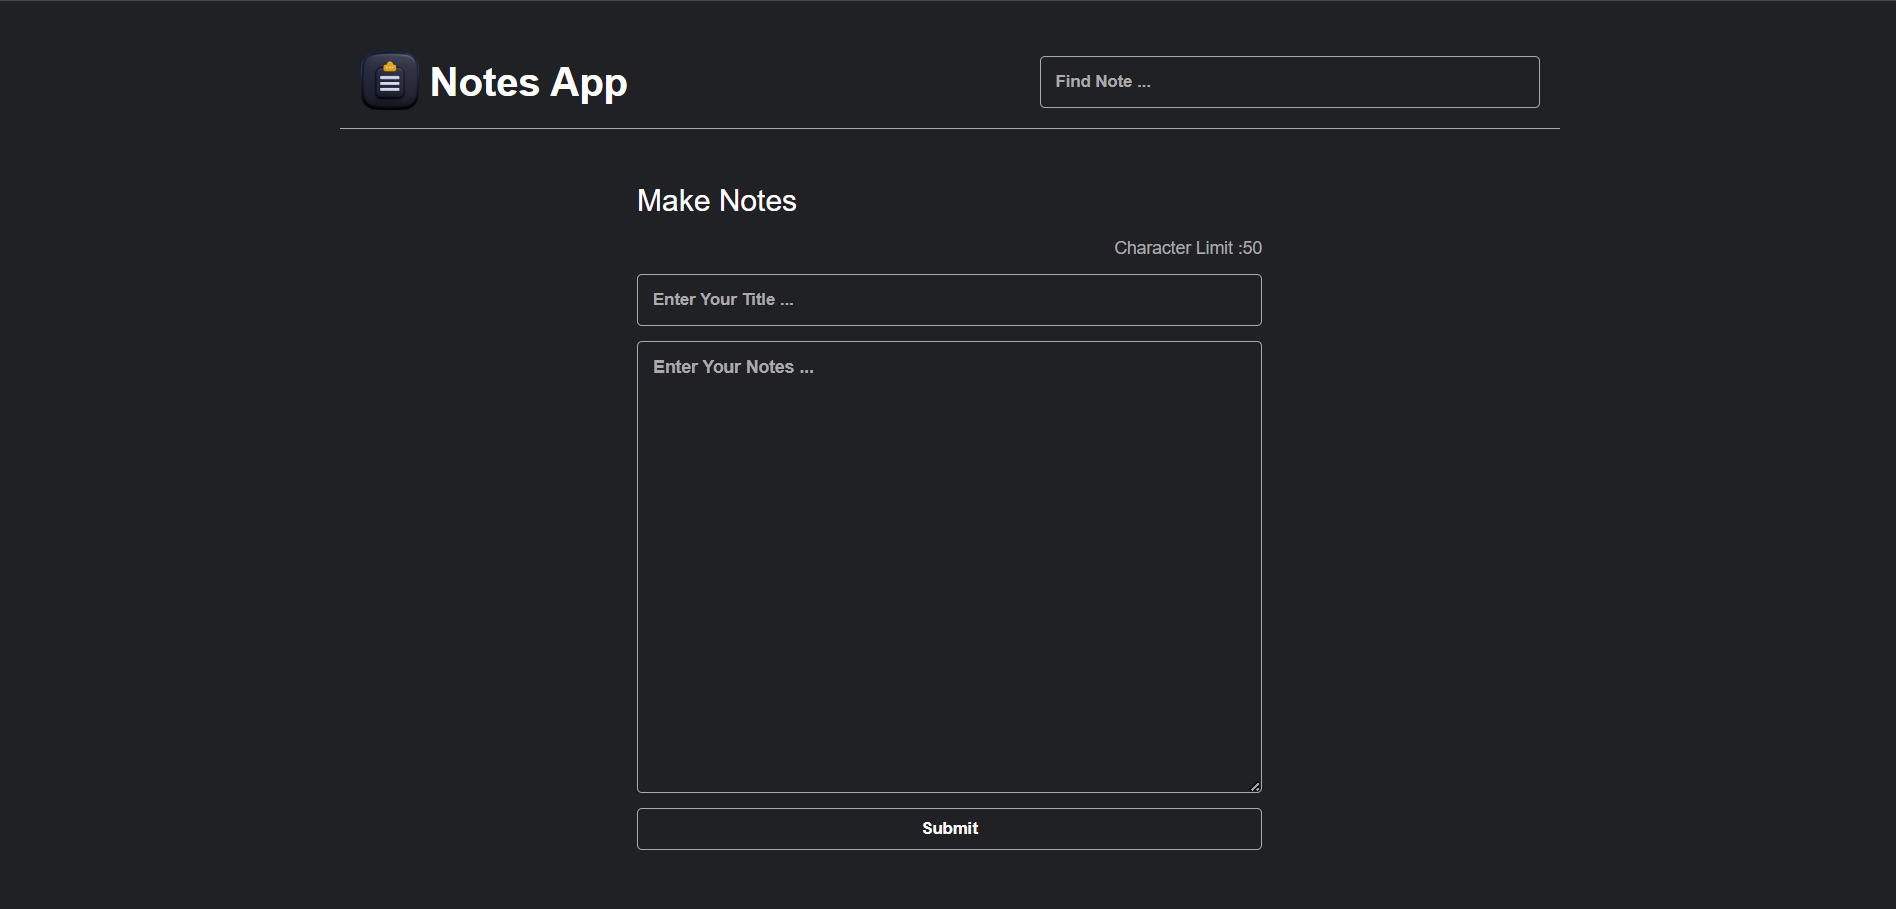 Notes App
Find Note ...
Make Notes
Character Limit :50
Enter Your Title ...
Enter Your Notes ...
Submit